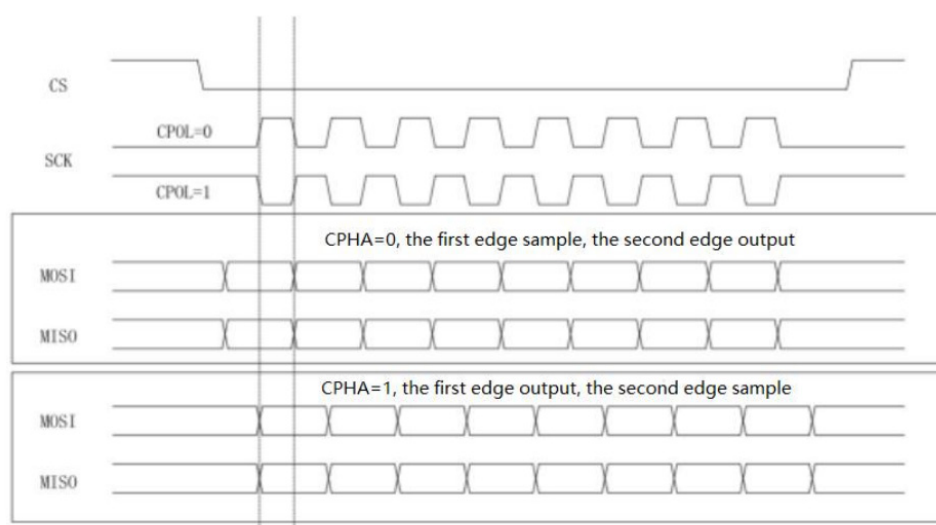 CS
CPOL=0
SCK
CPOL=1
CPHA=0, the first edge sample, the second edge output
MOSI
MISO
CPHA=1, the first edge output, the second edge sample
MOSI
MISO